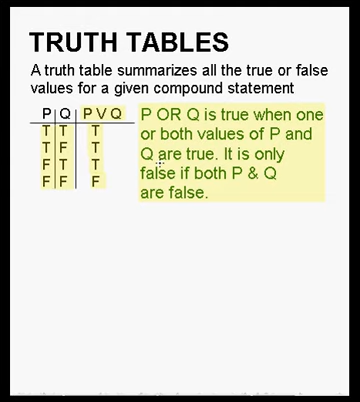 TRUTH TABLES
A truth table summarizes all the true or false
values for a given compound statement
P Q P V Q
T T T
T F T
F T T
F F F
P OR Q is true when one
or both values of P and
Q are true. It is only
false if both P & Q
are false.